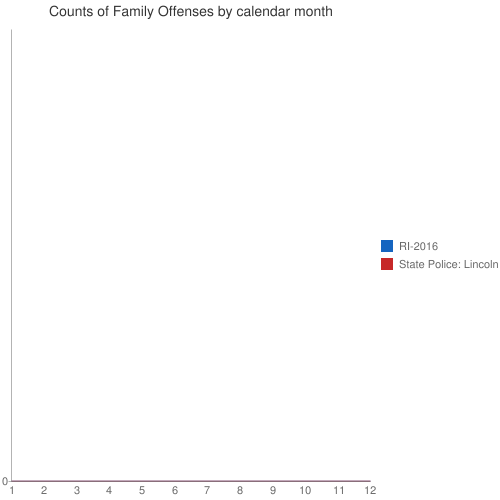 Counts of Family Offenses by calendar month
RI-2016
State Police: Lincoln
0
1 2 3 4 5 6 7 8 9 10 11 12